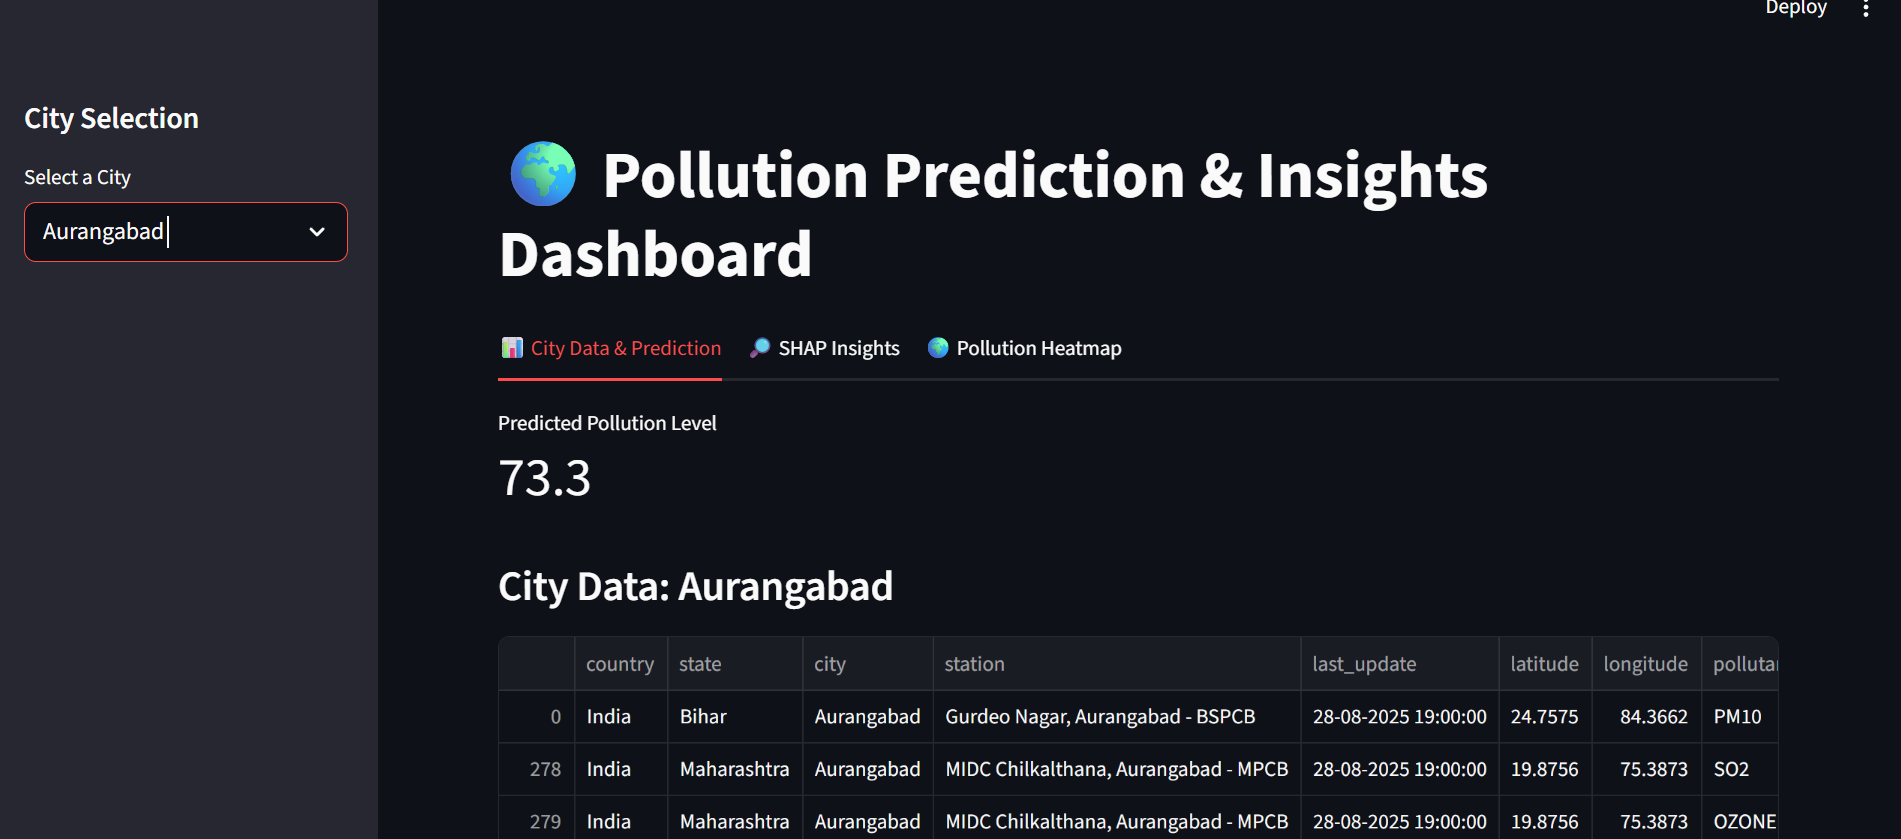 Deploy
City Selection
Select a City
Aurangabad
Pollution Prediction & Insights
Dashboard
City Data & Prediction SHAP Insights Pollution Heatmap
Predicted Pollution Level
73.3
City Data: Aurangabad
country state city station last_update latitude longitude polluta
0 India Bihar Aurangabad Gurdeo Nagar, Aurangabad - BSPCB 28-08-2025 19:00:00 24.7575 84.3662 PM10
278 India Maharashtra Aurangabad MIDC Chilkalthana, Aurangabad - MPCB 28-08-2025 19:00:00 19.8756 75.3873 SO2
279 India Maharashtra Aurangabad MIDC Chilkalthana, Aurangabad - MPCB 28-08-2025 19:00:00 19.8756 75.3873 OZONE